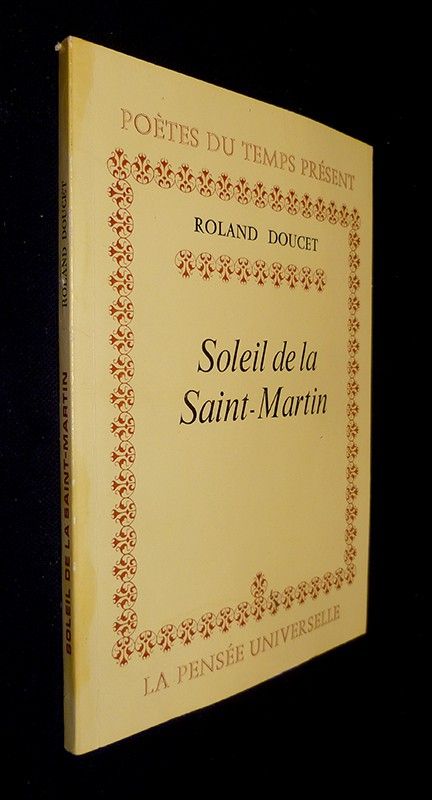 POÈTES DU TEMPS PRÉSENT
ROLAND DOUCET
Soleil de la
Saint-Martin
LA PENSÉE UNIVERSELLE
SOLEIL DE LA SAINT-MARTIN ROLAND DOUCET